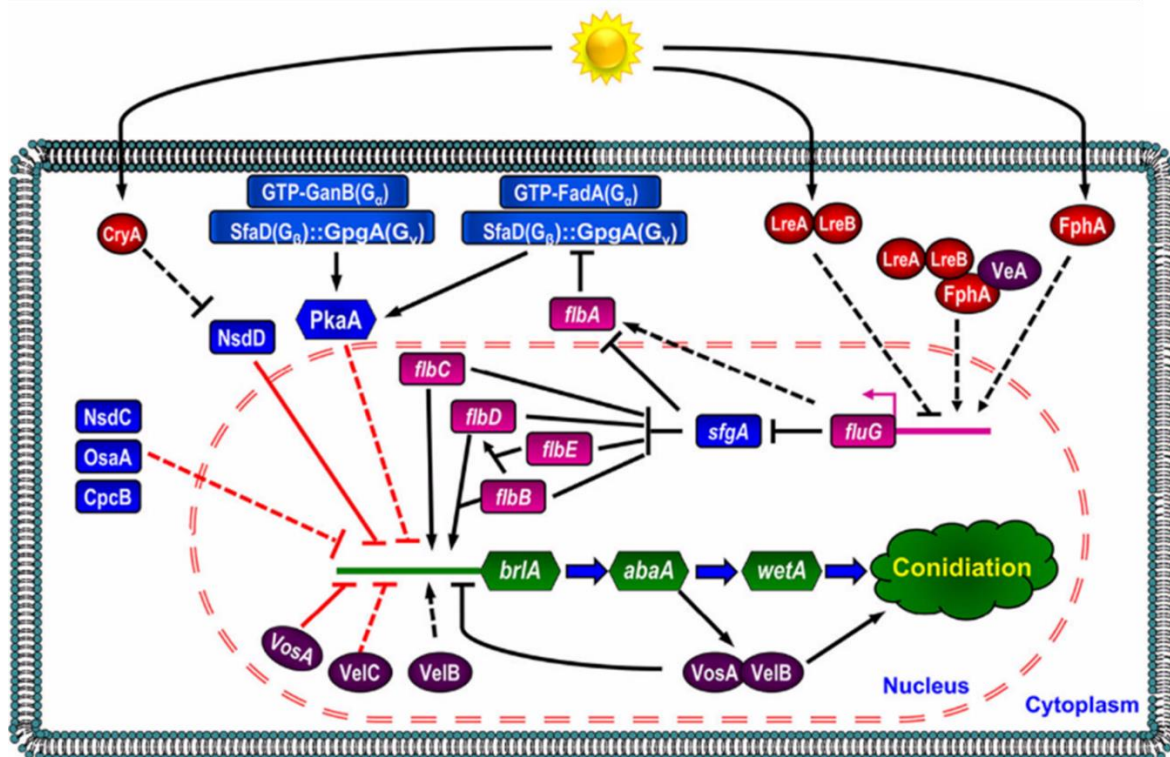 GTP-GanB(Gα)
GTP-FadA(Gα)
SfaD(Gβ)::GpgA(Gγ)
SfaD(Gβ)::GpgA(Gγ)
CryA
LreA LreB
FphA
LreA LreB
FphA VeA
PkaA
flbA
NsdD
flbC
NsdC
flbD
sfgA
fluG
OsaA
flbE
CpcB
flbB
brlA
abaA
wetA
Conidiation
VosA
VelC
VelB
VosA VelB
Nucleus
Cytoplasm